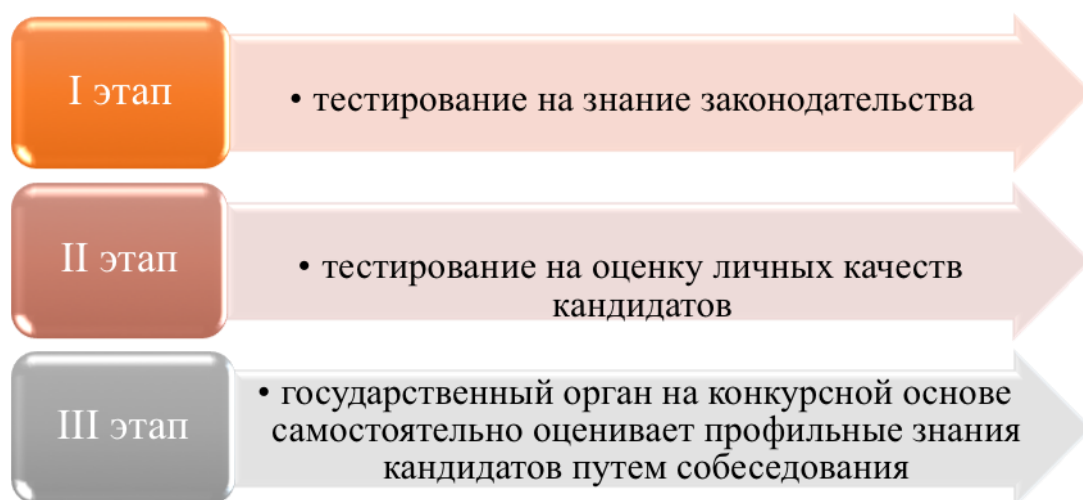 I этап
• тестирование на знание законодательства
II этап
• тестирование на оценку личных качеств
кандидатов
III этап
• государственный орган на конкурсной основе
самостоятельно оценивает профильные знания
кандидатов путем собеседования